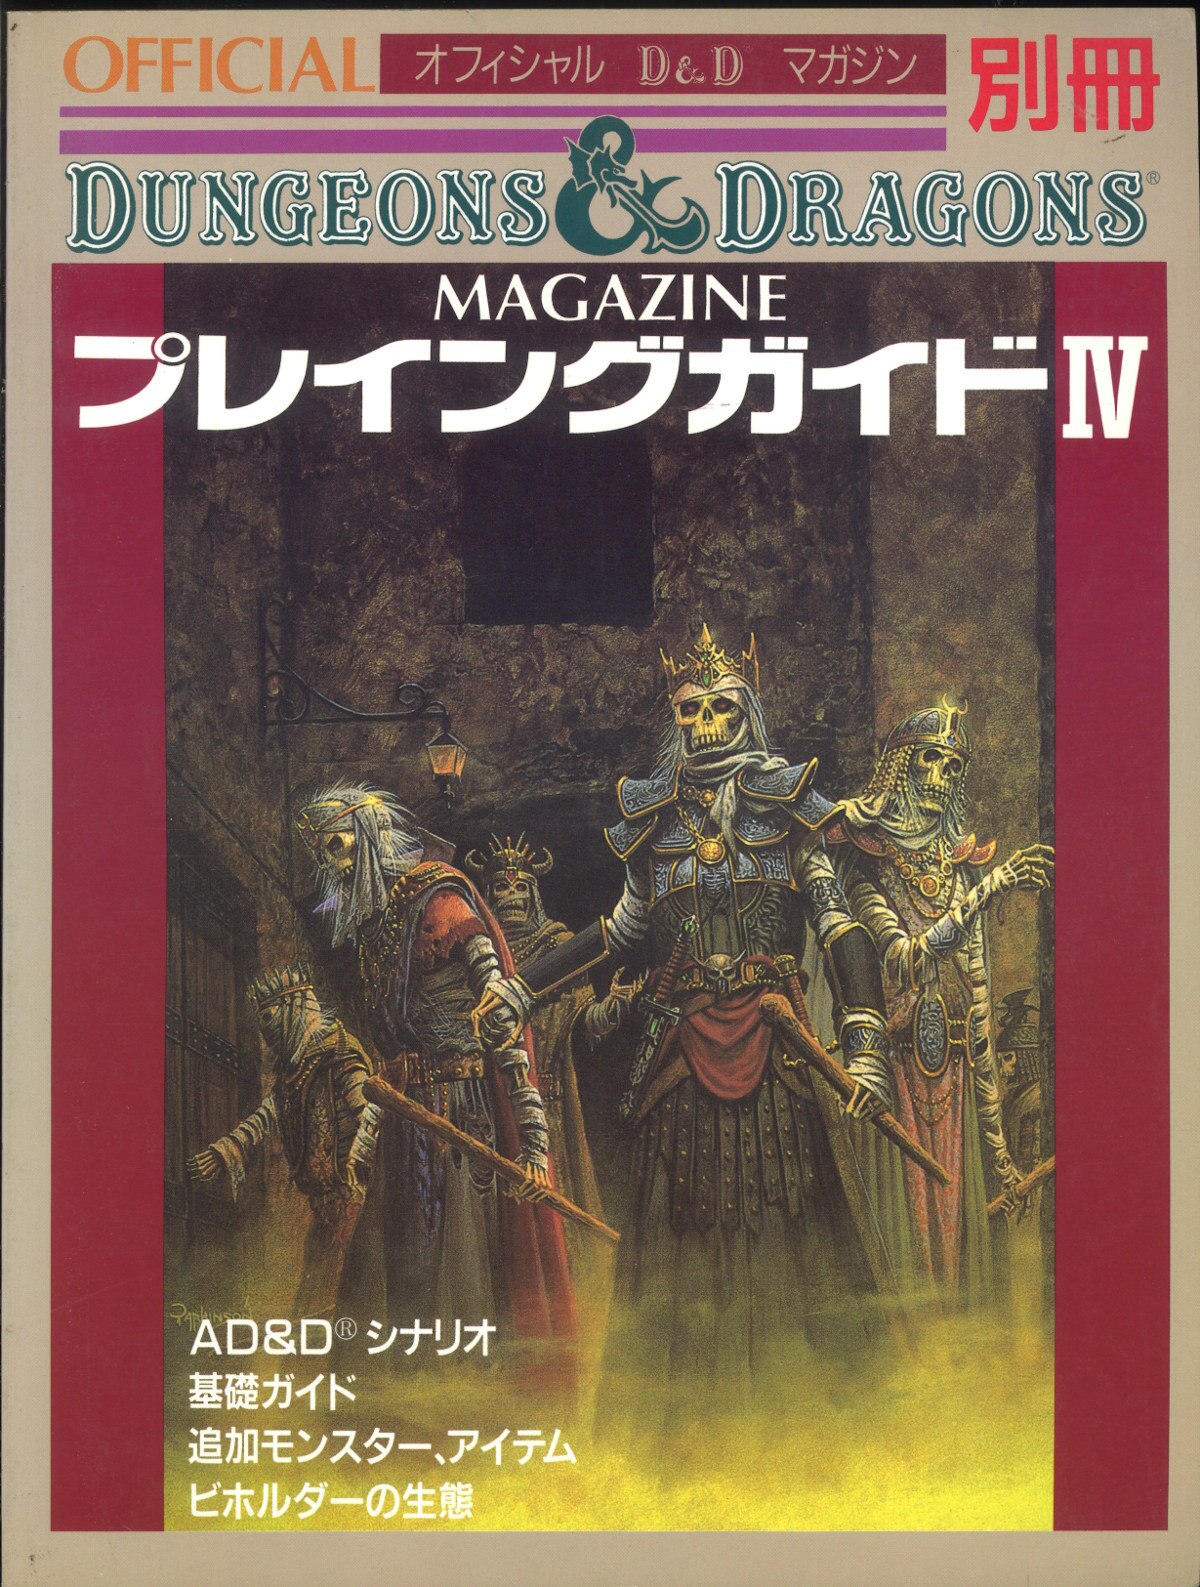 OFFICIAL オフィシャル D&D マガジン 別冊
DUNGEONS & DRAGONS®
MAGAZINE
プレイングガイド IV
PARKINSON
AD&D® シナリオ
基礎ガイド
追加モンスター、アイテム
ビホルダーの生態